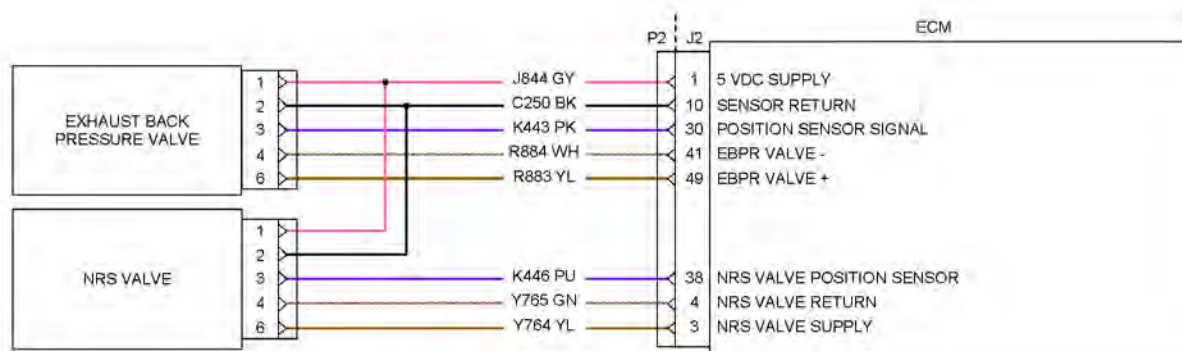 ECM
P2 J2
EXHAUST BACK
PRESSURE VALVE
1 J844 GY 1 5 VDC SUPPLY
2 C250 BK 10 SENSOR RETURN
3 K443 PK 30 POSITION SENSOR SIGNAL
4 R884 WH 41 EBPR VALVE -
6 R883 YL 49 EBPR VALVE +
NRS VALVE
1
2
3 K446 PU 38 NRS VALVE POSITION SENSOR
4 Y765 GN 4 NRS VALVE RETURN
6 Y764 YL 3 NRS VALVE SUPPLY